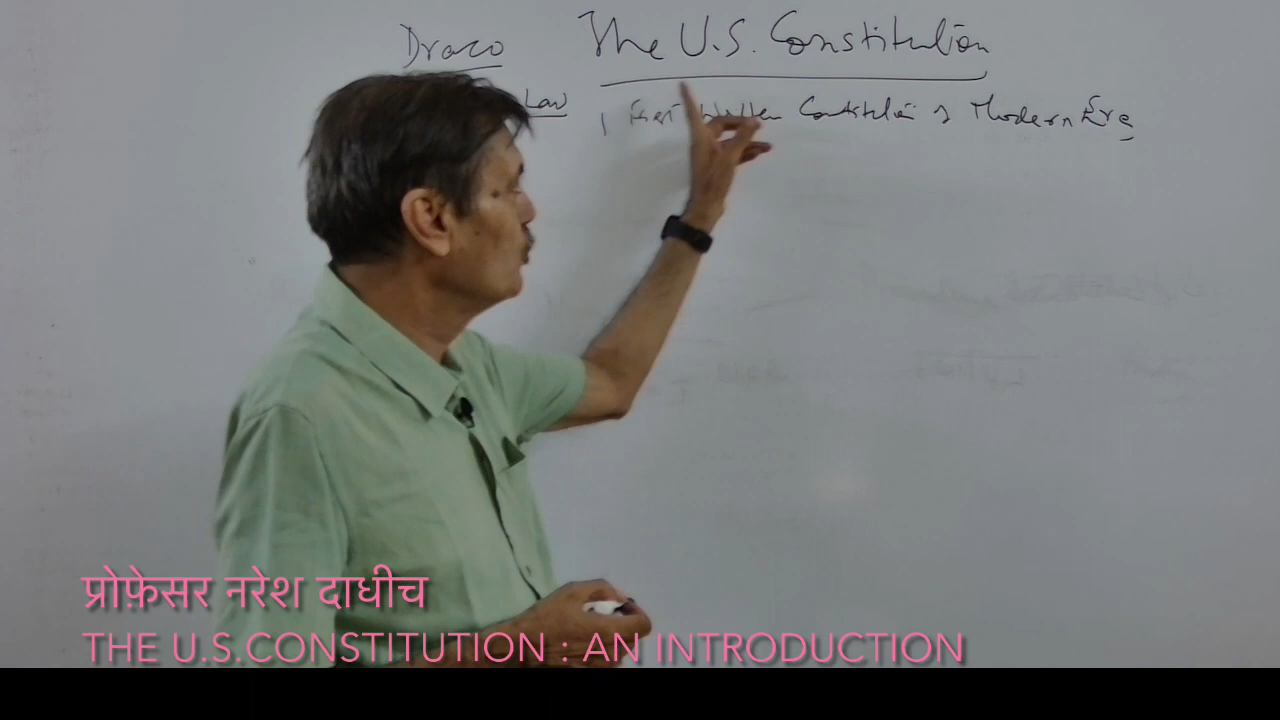 Draco The U.S. Constitution
Law 1 First Written Constitution of Modern Era
प्रोफ़ेसर नरेश दाधीच
THE U.S.CONSTITUTION : AN INTRODUCTION